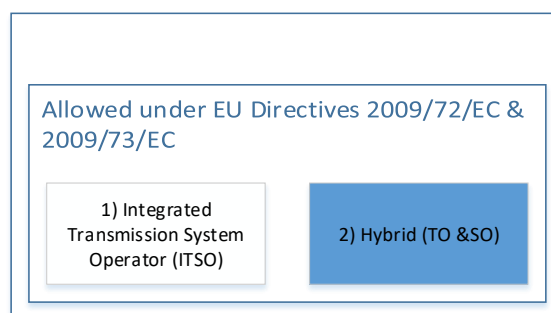 Allowed under EU Directives 2009/72/EC &
2009/73/EC
1) Integrated
Transmission System
Operator (ITSO)
2) Hybrid (TO &SO)